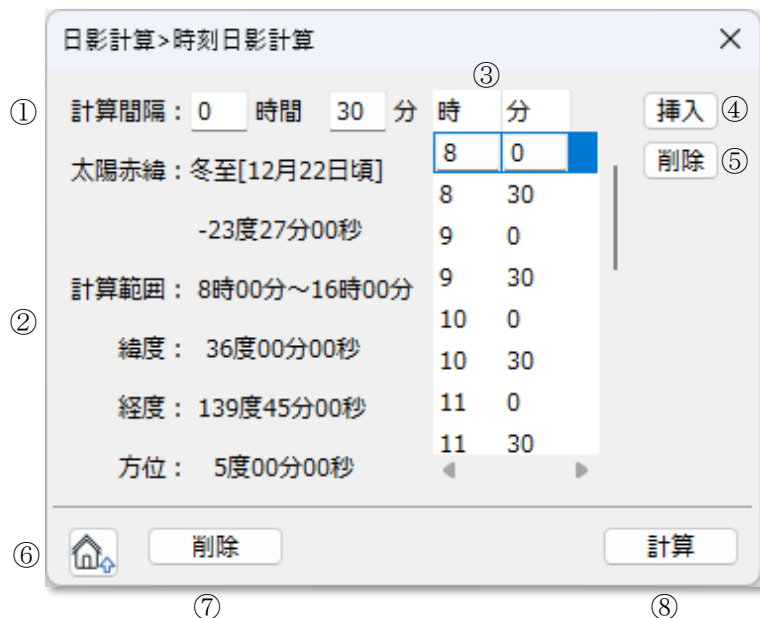 日影計算>時刻日影計算
③
① 計算間隔： 0 時間 30 分 時 分 挿入 ④
8 0 削除 ⑤
太陽赤緯：冬至[12月22日頃]
8 30
-23度27分00秒
9 0
計算範囲： 8時00分～16時00分 9 30
② 10 0
緯度： 36度00分00秒
10 30
経度： 139度45分00秒 11 0
11 30
方位： 5度00分00秒
⑥ 削除 計算
⑦ ⑧